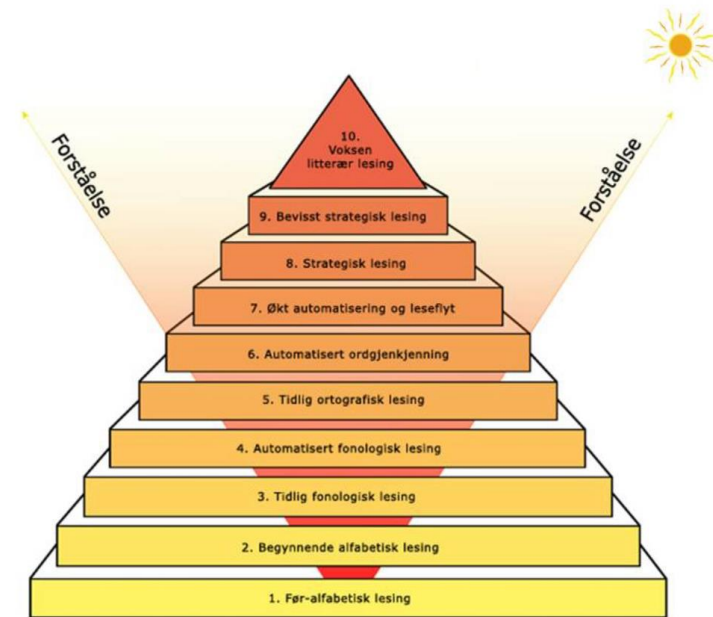 Forståelse
Forståelse
10.
Voksen
litterær lesing
9. Bevisst strategisk lesing
8. Strategisk lesing
7. Økt automatisering og leseflyt
6. Automatisert ordgjenkjenning
5. Tidlig ortografisk lesing
4. Automatisert fonologisk lesing
3. Tidlig fonologisk lesing
2. Begynnende alfabetisk lesing
1. Før-alfabetisk lesing